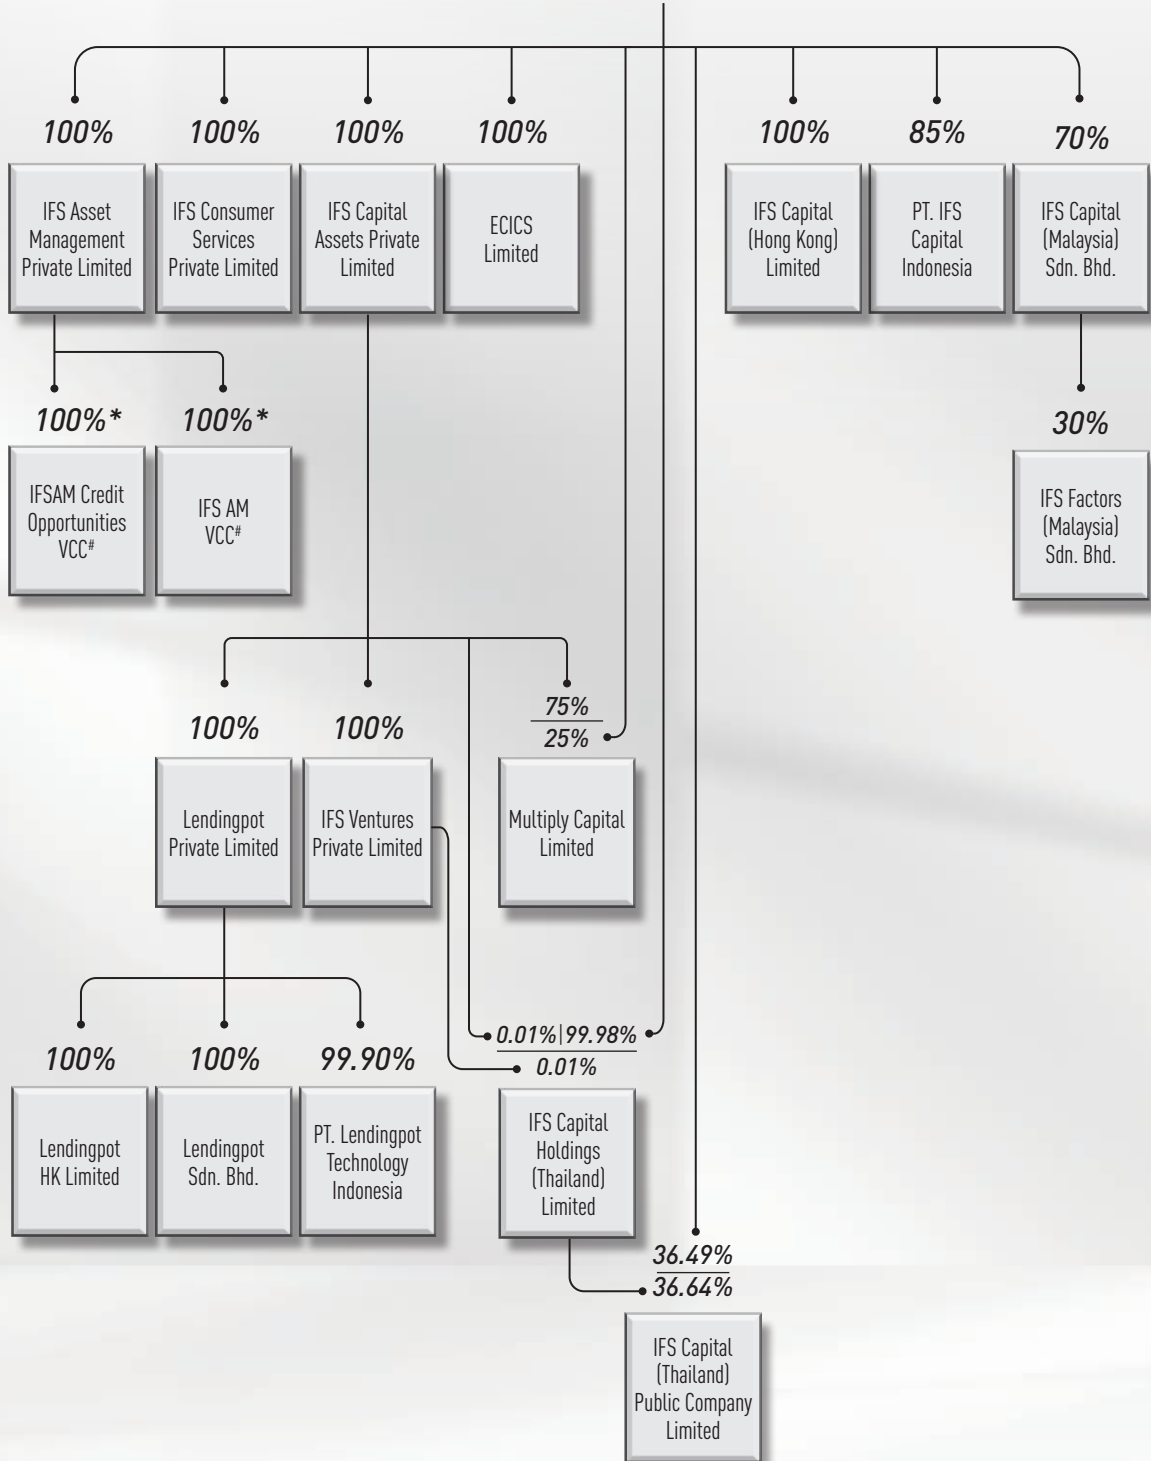 100%
100%
100%
100%
100%
85%
70%
IFS Asset
Management
Private Limited
IFS Consumer
Services
Private Limited
IFS Capital
Assets Private
Limited
ECICS
Limited
IFS Capital
(Hong Kong)
Limited
PT. IFS
Capital
Indonesia
IFS Capital
(Malaysia)
Sdn. Bhd.
100%*
100%*
30%
IFSAM Credit
Opportunities
VCC#
IFS AM
VCC#
IFS Factors
(Malaysia)
Sdn. Bhd.
100%
100%
75%
25%
Lendingpot
Private Limited
IFS Ventures
Private Limited
Multiply Capital
Limited
100%
100%
99.90%
0.01%|99.98%
0.01%
Lendingpot
HK Limited
Lendingpot
Sdn. Bhd.
PT. Lendingpot
Technology
Indonesia
IFS Capital
Holdings
(Thailand)
Limited
36.49%
36.64%
IFS Capital
(Thailand)
Public Company
Limited